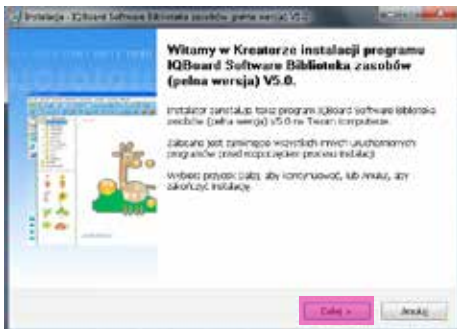 Instalacja - IQBoard Software Biblioteka zasobów (pełna wersja) V5.0
Witamy w Kreatorze instalacji programu
IQBoard Software Biblioteka zasobów
(pełna wersja) V5.0.
Instalator zainstaluje teraz program IQBoard Software Biblioteka
zasobów (pełna wersja) V5.0 na Twoim komputerze.
Zalecane jest zamknięcie wszystkich innych uruchomionych
programów przed rozpoczęciem procesu instalacji.
Wybierz przycisk Dalej, aby kontynuować, lub Anuluj, aby
zakończyć instalację.
Dalej >
Anuluj